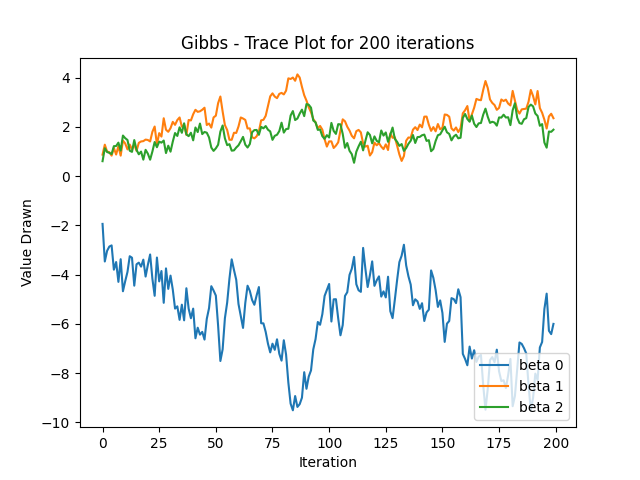 Gibbs - Trace Plot for 200 iterations
Value Drawn
4
2
0
−2
−4
−6
−8
−10
beta 0
beta 1
beta 2
0 25 50 75 100 125 150 175 200
Iteration